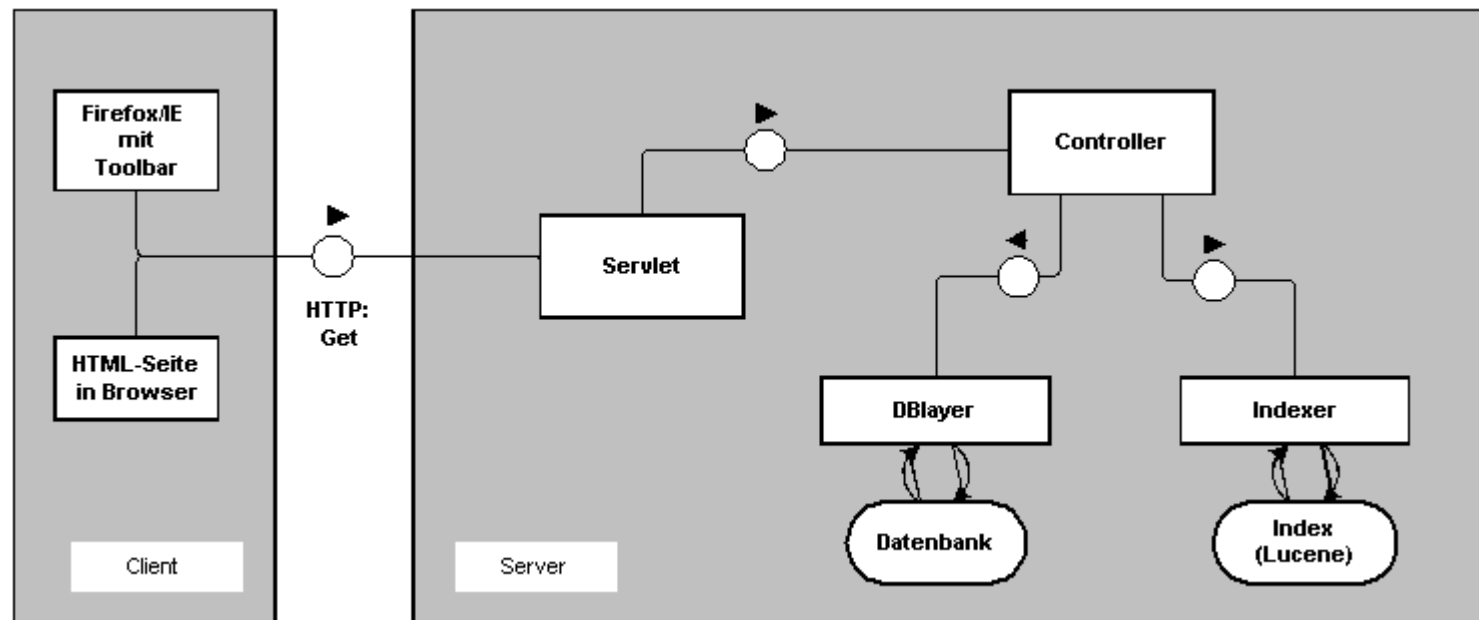 Firefox/IE
mit
Toolbar
Controller
Servlet
HTTP:
Get
HTML-Seite
in Browser
DBlayer
Indexer
Datenbank
Index
(Lucene)
Client
Server